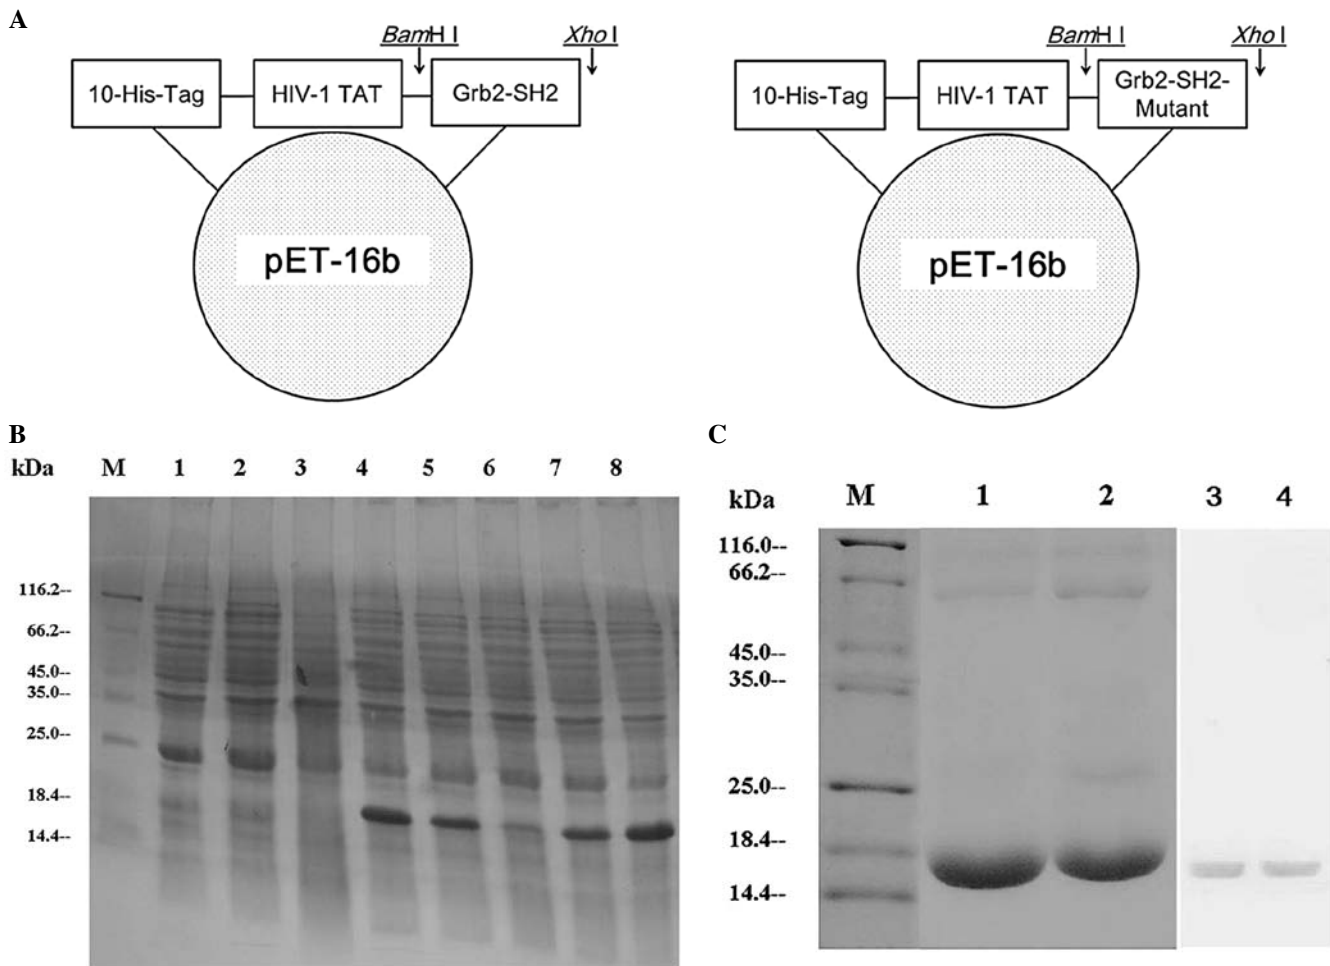 A
BamH I
Xho I
10-His-Tag
HIV-1 TAT
Grb2-SH2
pET-16b
BamH I
Xho I
10-His-Tag
HIV-1 TAT
Grb2-SH2-
Mutant
pET-16b
B
kDa M 1 2 3 4 5 6 7 8
116.2--
66.2--
45.0--
35.0--
25.0--
18.4--
14.4--
C
kDa M 1 2 3 4
116.0--
66.2--
45.0--
35.0--
25.0--
18.4--
14.4--